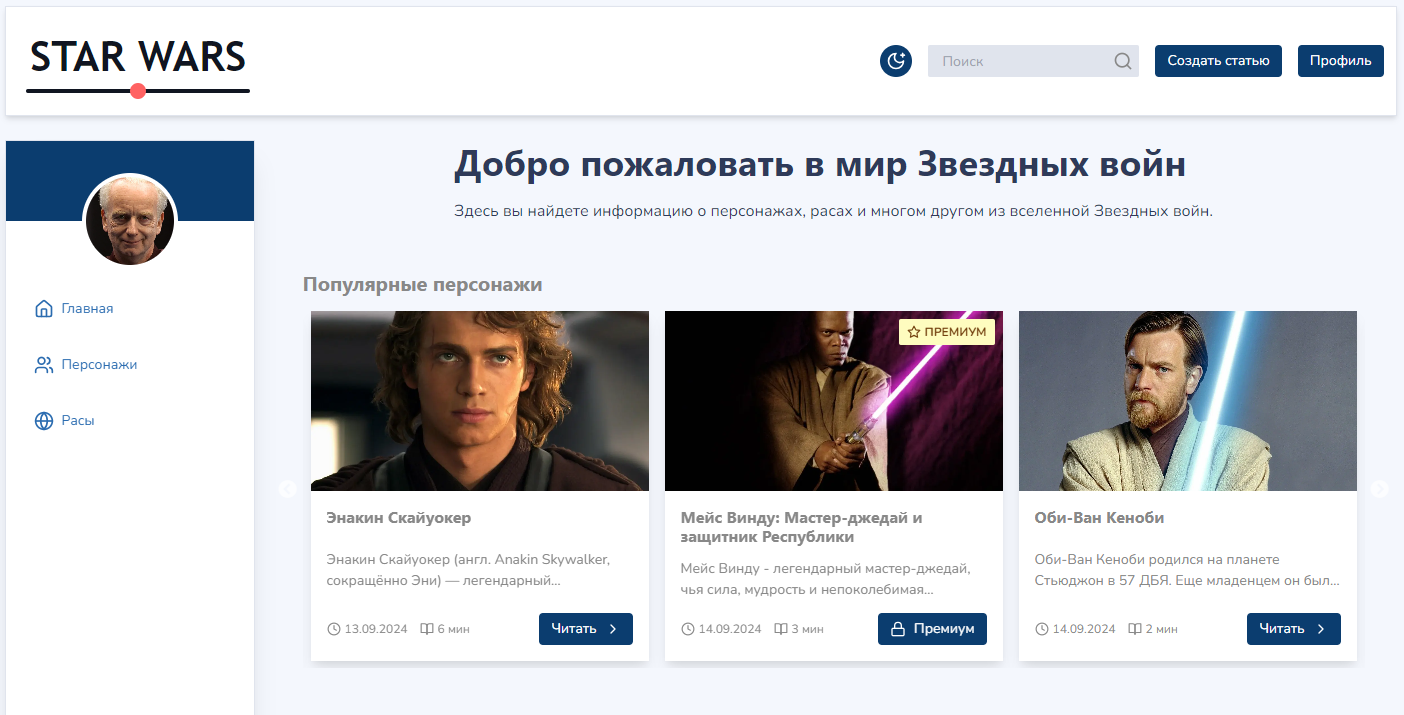 STAR WARS
Поиск
Создать статью
Профиль
Главная
Персонажи
Расы
Добро пожаловать в мир Звездных войн
Здесь вы найдете информацию о персонажах, расах и многом другом из вселенной Звездных войн.
Популярные персонажи
Энакин Скайуокер
Энакин Скайуокер (англ. Anakin Skywalker,
сокращённо Эни) — легендарный...
13.09.2024 6 мин
Читать
ПРЕМИУМ
Мейс Винду: Мастер-джедай и
защитник Республики
Мейс Винду - легендарный мастер-джедай,
чья сила, мудрость и непоколебимая...
14.09.2024 3 мин
Премиум
Оби-Ван Кеноби
Оби-Ван Кеноби родился на планете
Стьюджон в 57 ДБЯ. Еще младенцем он был...
14.09.2024 2 мин
Читать